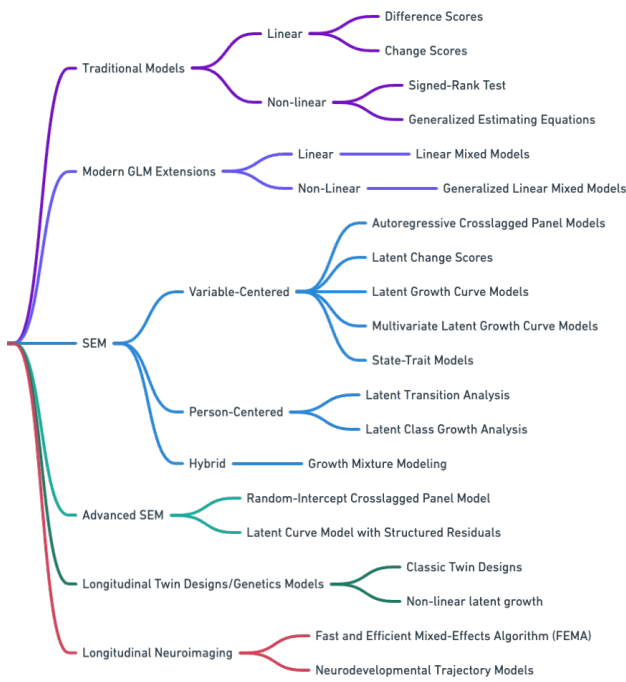 Traditional Models
Linear
Difference Scores
Change Scores
Non-linear
Signed-Rank Test
Generalized Estimating Equations
Modern GLM Extensions
Linear
Linear Mixed Models
Non-Linear
Generalized Linear Mixed Models
SEM
Variable-Centered
Autoregressive Crosslagged Panel Models
Latent Change Scores
Latent Growth Curve Models
Multivariate Latent Growth Curve Models
State-Trait Models
Person-Centered
Latent Transition Analysis
Latent Class Growth Analysis
Hybrid
Growth Mixture Modeling
Advanced SEM
Random-Intercept Crosslagged Panel Model
Latent Curve Model with Structured Residuals
Longitudinal Twin Designs/Genetics Models
Classic Twin Designs
Non-linear latent growth
Longitudinal Neuroimaging
Fast and Efficient Mixed-Effects Algorithm (FEMA)
Neurodevelopmental Trajectory Models